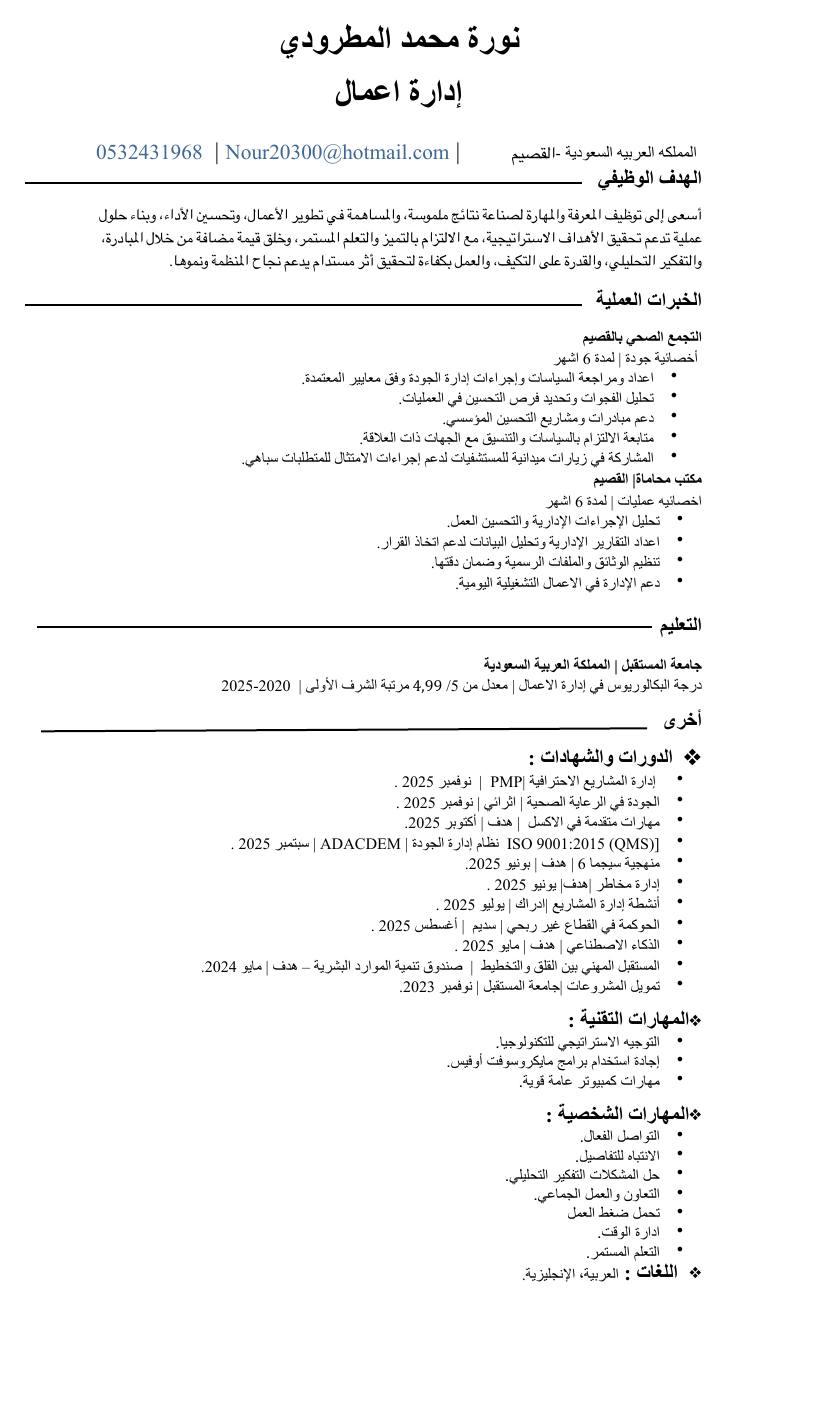 نورة محمد المطرودي
إدارة اعمال
المملكه العربيه السعودية -القصيم | Nour20300@hotmail.com | 0532431968
الهدف الوظيفي
أسعى إلى توظيف المعرفة والمهارة لصناعة نتائج ملموسة، والمساهمة في تطوير الأعمال، وتحسين الأداء، وبناء حلول
عملية تدعم تحقيق الأهداف الاستراتيجية، مع الالتزام بالتميز والتعلم المستمر، وخلق قيمة مضافة من خلال المبادرة،
والتفكير التحليلي، والقدرة على التكيف، والعمل بكفاءة لتحقيق أثر مستدام يدعم نجاح المنظمة ونموها.
الخبرات العملية
التجمع الصحي بالقصيم
أخصائية جودة | لمدة 6 اشهر
• اعداد ومراجعة السياسات وإجراءات إدارة الجودة وفق معايير المعتمدة.
• تحليل الفجوات وتحديد فرص التحسين في العمليات.
• دعم مبادرات ومشاريع التحسين المؤسسي.
• متابعة الالتزام بالسياسات والتنسيق مع الجهات ذات العلاقة.
• المشاركة في زيارات ميدانية للمستشفيات لدعم إجراءات الامتثال للمتطلبات سباهي.
مكتب محاماة| القصيم
اخصائيه عمليات | لمدة 6 اشهر
• تحليل الإجراءات الإدارية والتحسين العمل.
• اعداد التقارير الإدارية وتحليل البيانات لدعم اتخاذ القرار.
• تنظيم الوثائق والملفات الرسمية وضمان دقتها.
• دعم الإدارة في الاعمال التشغيلية اليومية.
التعليم
جامعة المستقبل | المملكة العربية السعودية
درجة البكالوريوس في إدارة الاعمال | معدل من 5/ 4,99 مرتبة الشرف الأولى | 2020-2025
أخرى
❖ الدورات والشهادات :
• إدارة المشاريع الاحترافية |PMP | نوفمبر 2025 .
• الجودة في الرعاية الصحية | اثرائي | نوفمبر 2025 .
• مهارات متقدمة في الاكسل | هدف | أكتوبر 2025.
• [ISO 9001:2015 (QMS) نظام إدارة الجودة | ADACDEM | سبتمبر 2025 .
• منهجية سيجما 6 | هدف | يونيو 2025.
• إدارة مخاطر |هدف| يونيو 2025 .
• أنشطة إدارة المشاريع |ادراك | يوليو 2025 .
• الحوكمة في القطاع غير ربحي | سديم | أغسطس 2025 .
• الذكاء الاصطناعي | هدف | مايو 2025 .
• المستقبل المهني بين القلق والتخطيط | صندوق تنمية الموارد البشرية – هدف | مايو 2024.
• تمويل المشروعات |جامعة المستقبل | نوفمبر 2023.
❖المهارات التقنية :
• التوجيه الاستراتيجي للتكنولوجيا.
• إجادة استخدام برامج مايكروسوفت أوفيس.
• مهارات كمبيوتر عامة قوية.
❖المهارات الشخصية :
• التواصل الفعال.
• الانتباه للتفاصيل.
• حل المشكلات التفكير التحليلي.
• التعاون والعمل الجماعي.
• تحمل ضغط العمل
• ادارة الوقت.
• التعلم المستمر.
❖ اللغات : العربية، الإنجليزية.